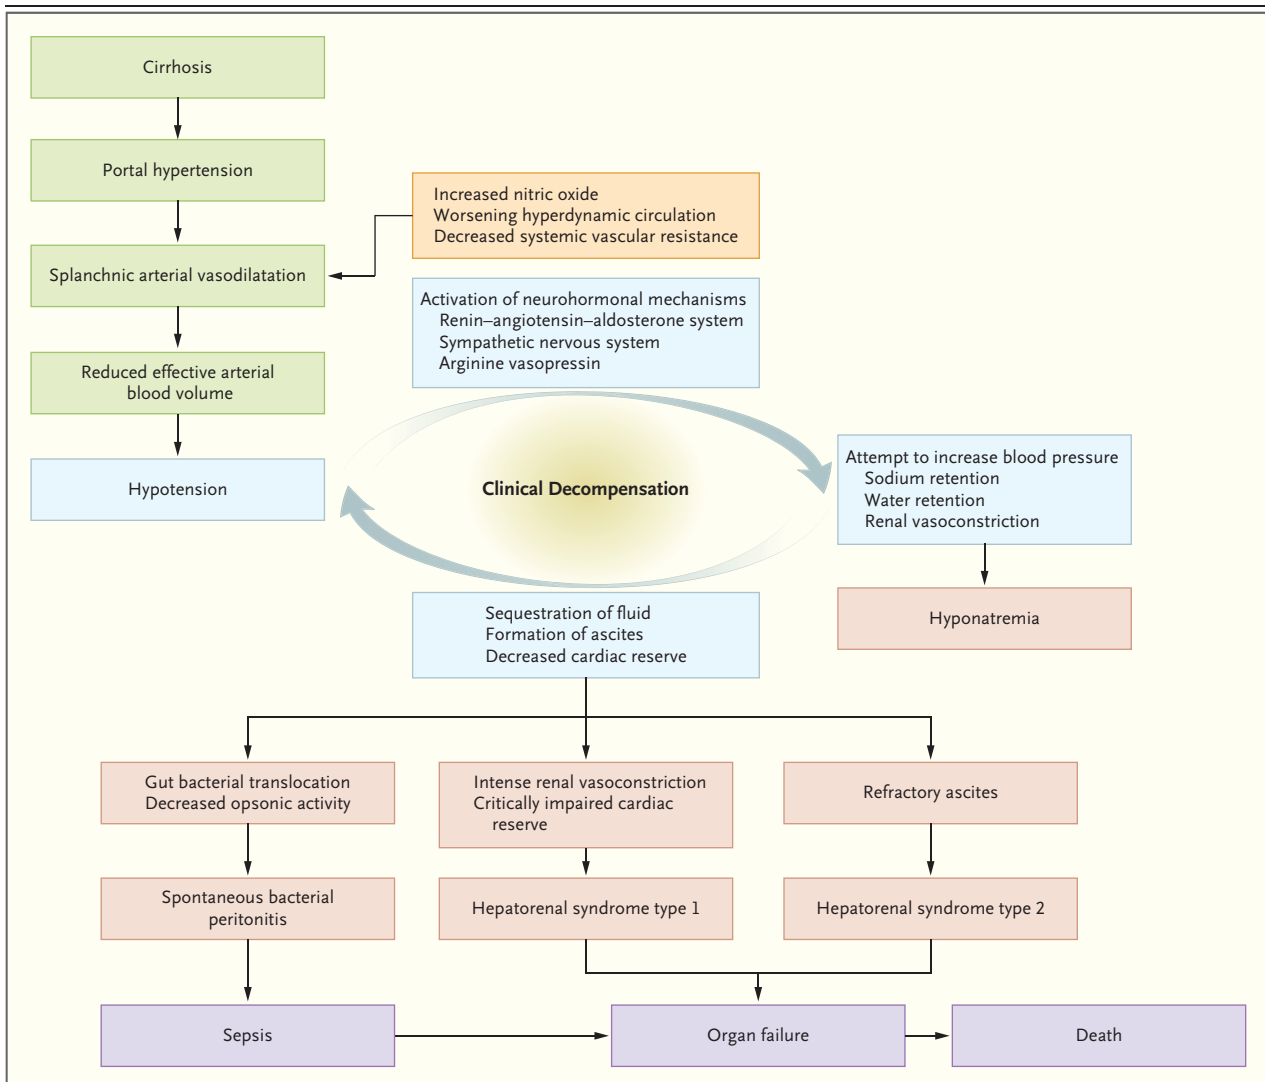 Cirrhosis
Portal hypertension
Splanchnic arterial vasodilatation
Reduced effective arterial
blood volume
Hypotension
Increased nitric oxide
Worsening hyperdynamic circulation
Decreased systemic vascular resistance
Activation of neurohormonal mechanisms
Renin–angiotensin–aldosterone system
Sympathetic nervous system
Arginine vasopressin
Clinical Decompensation
Attempt to increase blood pressure
Sodium retention
Water retention
Renal vasoconstriction
Hyponatremia
Sequestration of fluid
Formation of ascites
Decreased cardiac reserve
Gut bacterial translocation
Decreased opsonic activity
Intense renal vasoconstriction
Critically impaired cardiac
reserve
Refractory ascites
Spontaneous bacterial
peritonitis
Hepatorenal syndrome type 1
Hepatorenal syndrome type 2
Sepsis
Organ failure
Death